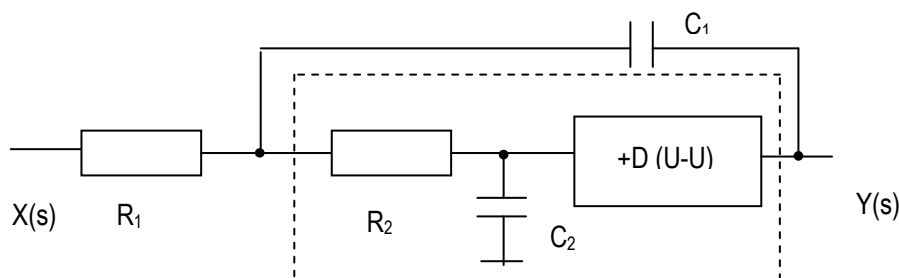 C₁
+D (U-U)
X(s)
R₁
R₂
C₂
Y(s)